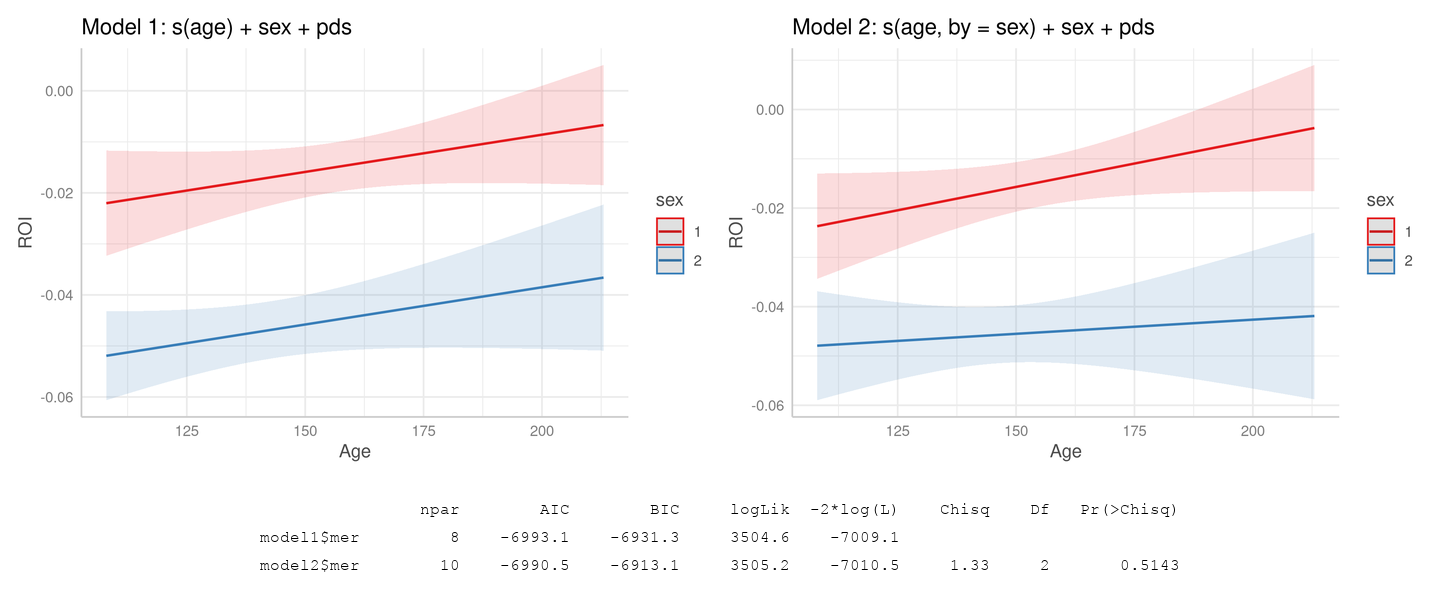 Model 1: s(age) + sex + pds
0.00
-0.02
-0.04
-0.06
ROI
125 150 175 200
Age
sex
1
2
Model 2: s(age, by = sex) + sex + pds
0.00
-0.02
-0.04
-0.06
ROI
125 150 175 200
Age
sex
1
2
npar AIC BIC logLik -2*log(L) Chisq Df Pr(>Chisq)
model1$mer 8 -6993.1 -6931.3 3504.6 -7009.1
model2$mer 10 -6990.5 -6913.1 3505.2 -7010.5 1.33 2 0.5143